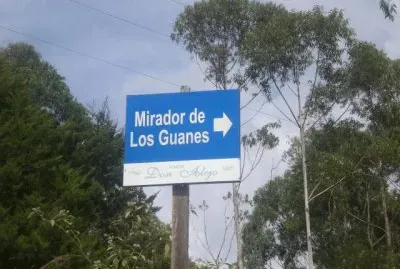 Mirador de
Los Guanes
Don Alejo